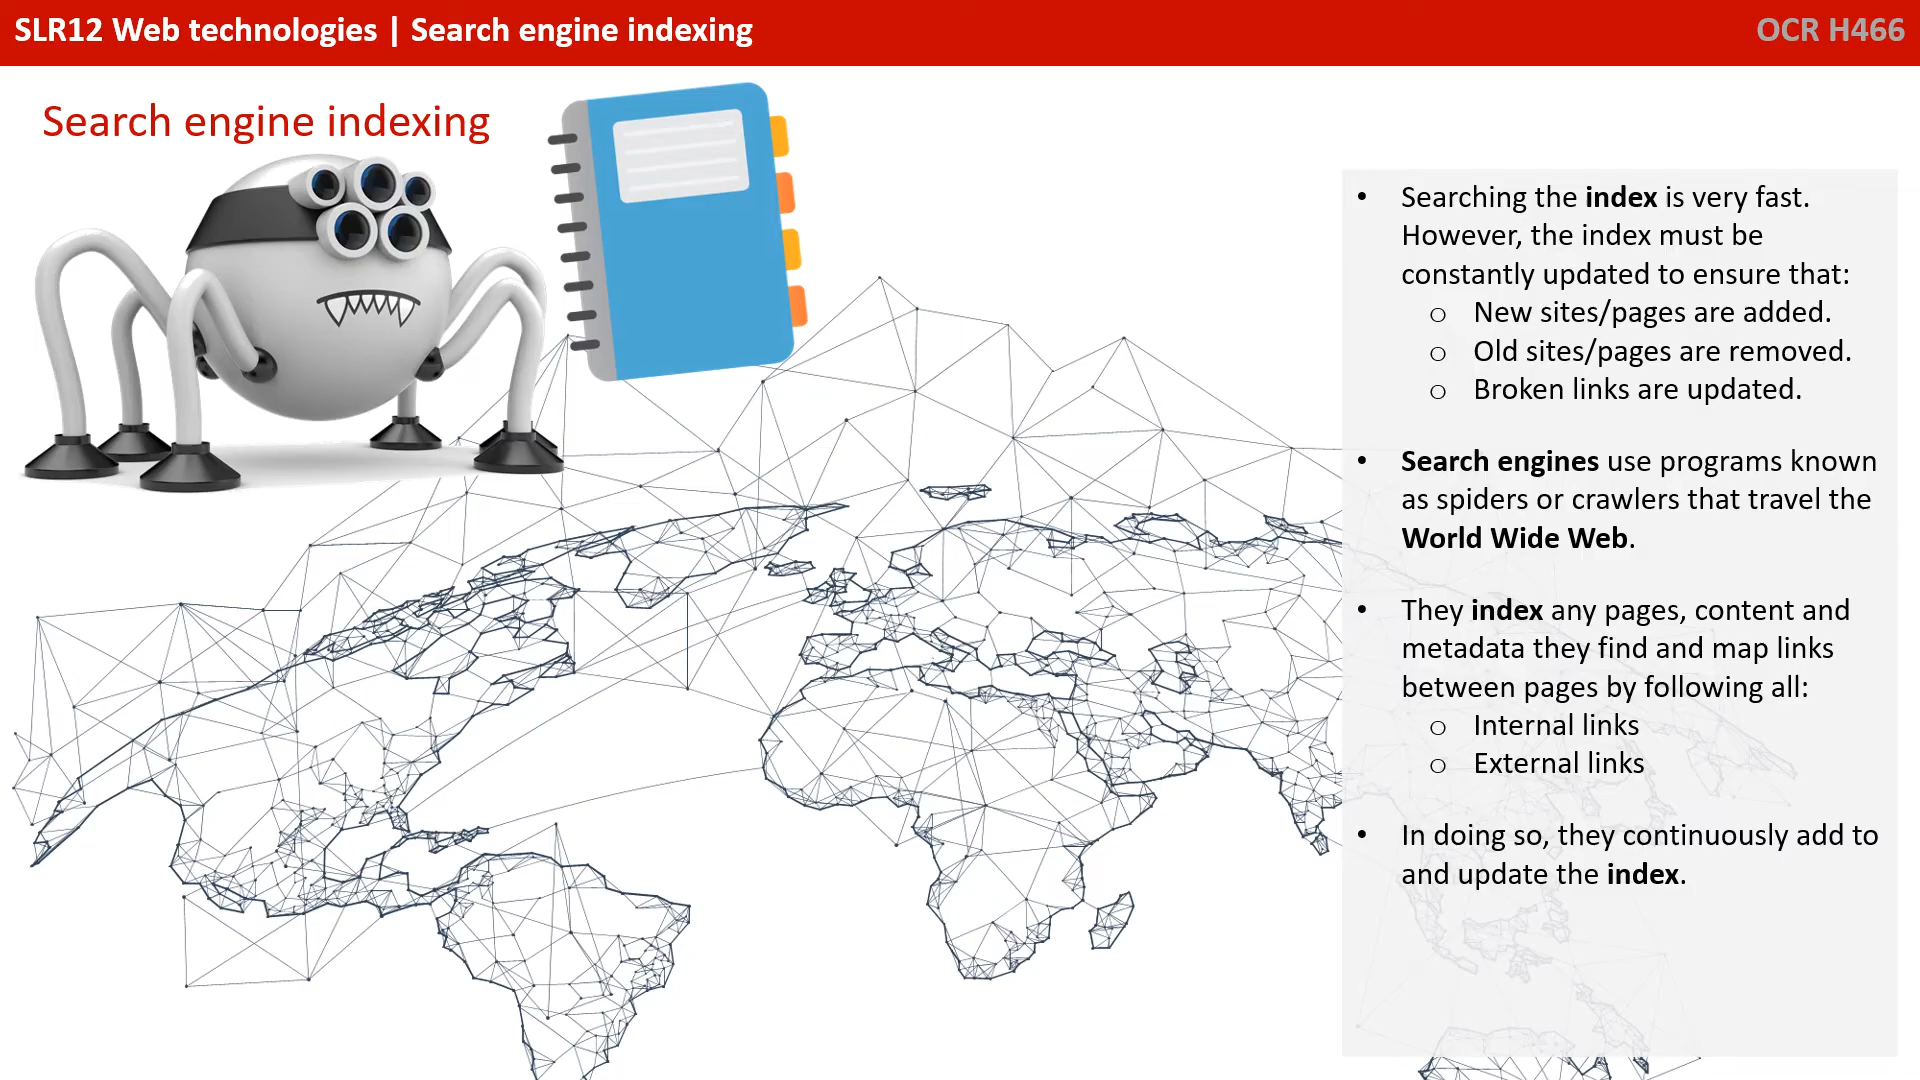 SLR12 Web technologies | Search engine indexing
OCR H466
Search engine indexing
• Searching the index is very fast.
However, the index must be
constantly updated to ensure that:
o New sites/pages are added.
o Old sites/pages are removed.
o Broken links are updated.
• Search engines use programs known
as spiders or crawlers that travel the
World Wide Web.
• They index any pages, content and
metadata they find and map links
between pages by following all:
o Internal links
o External links
• In doing so, they continuously add to
and update the index.